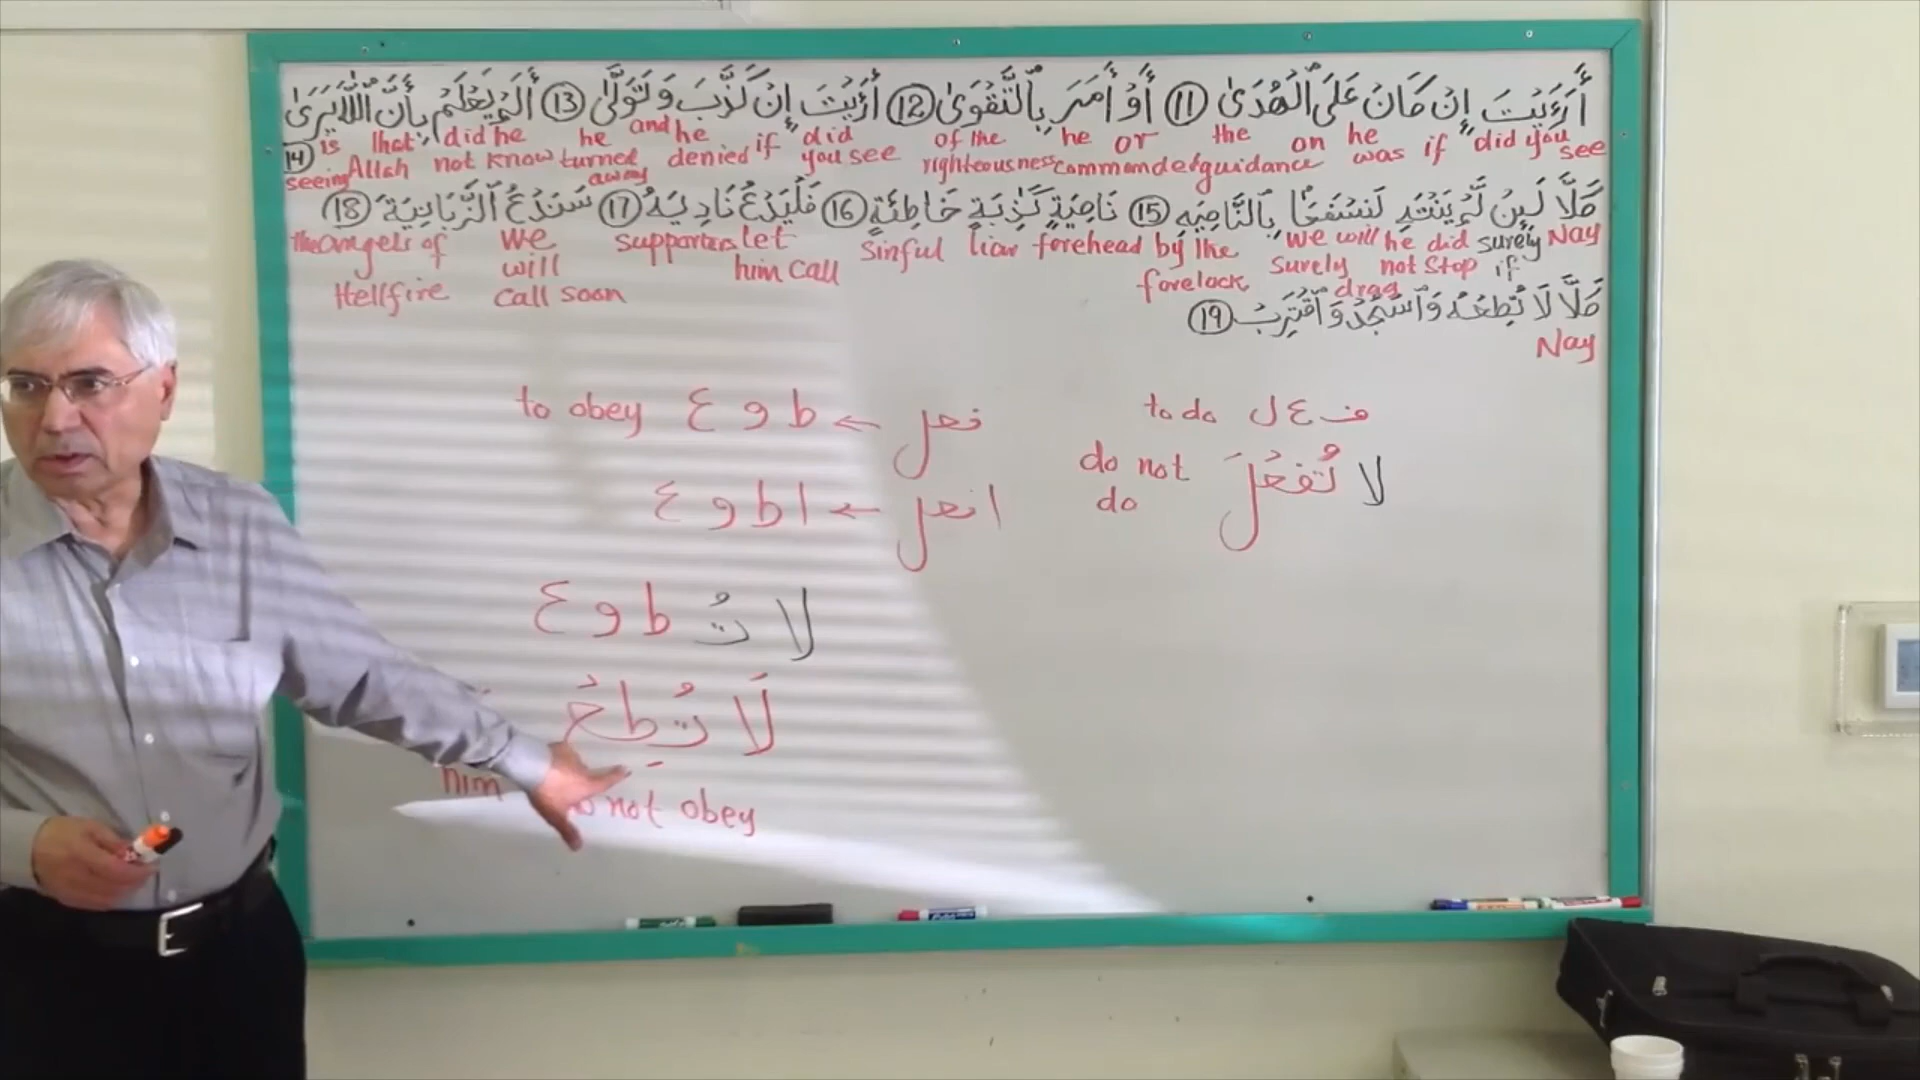 أَرَءَيْتَ إِنْ كَانَ عَلَى ٱلْهُدَىٰ ⑪ أَوْ أَمَرَ بِٱلتَّقْوَىٰ ⑫ أَرَءَيْتَ إِنْ كَذَّبَ وَتَوَلَّىٰ ⑬ أَلَمْ يَعْلَمْ بِأَنَّ ٱللَّهَ يَرَىٰ
is that did he he and he if "did of the he or the on he "did you
⑭ seeing Allah not know turned away denied if you see righteousness commanded guidance was if see
كَلَّا لَئِنْ لَّمْ يَنْتَهِ لَنَسْفَعًا بِٱلنَّاصِيَةِ ⑮ نَاصِيَةٍ كَٰذِبَةٍ خَاطِئَةٍ ⑯ فَلْيَدْعُ نَادِيَهُ ⑰ سَنَدْعُ ٱلزَّبَانِيَةَ ⑱
the angels of we supporters let sinful liar forehead by the we will he did surely Nay
Hellfire will call soon him call forelock surely drag not stop if
كَلَّا لَا تُطِعْهُ وَٱسْجُدْ وَٱقْتَرِبْ ⑲
Nay
to do ف ع ل
to obey ط و ع ← فعل
do not do لا تُفعُلَ
ا ط و ع ← افعل
لا تُ ط و ع
لَا تُطِعْ
him
not obey